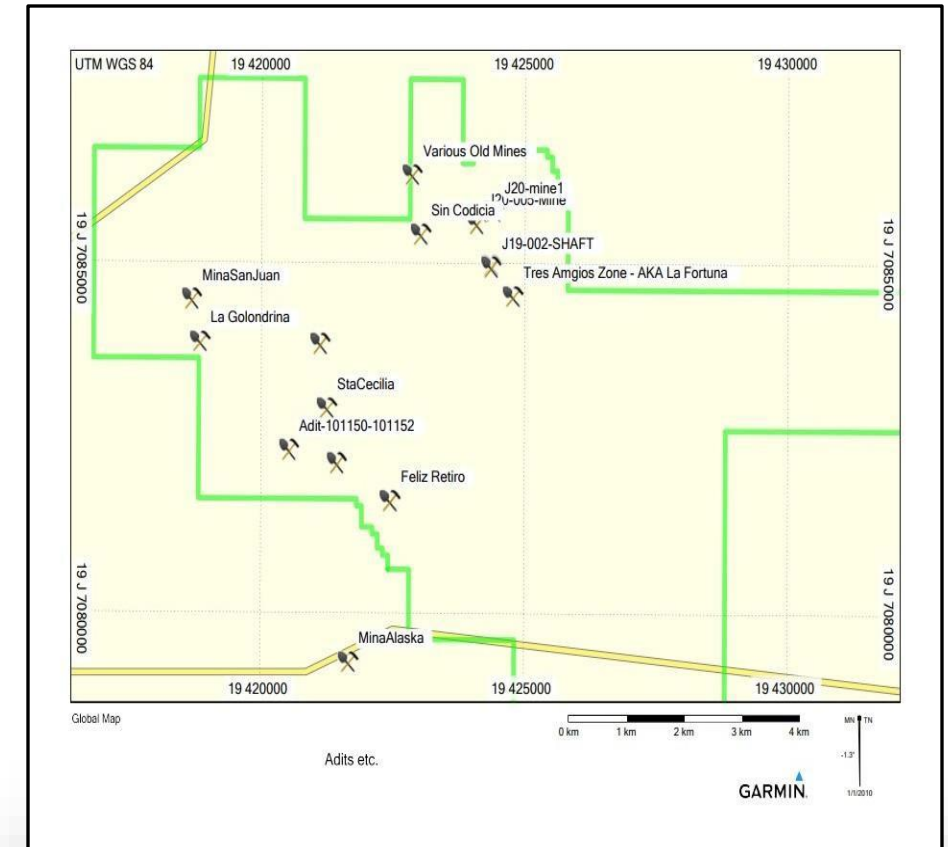 UTM WGS 84
19 420000
19 425000
19 430000
Various Old Mines
J20-mine1
J20-005-Mine
Sin Codicia
19 J 7085000
19 J 7085000
J19-002-SHAFT
MinaSanJuan
Tres Amgios Zone - AKA La Fortuna
La Golondrina
StaCecilia
Adit-101150-101152
Feliz Retiro
19 J 7080000
19 J 7080000
MinaAlaska
19 420000
19 425000
19 430000
Global Map
0 km 1 km 2 km 3 km 4 km
MN TN
-1.3°
1/1/2010
Adits etc.
GARMIN.